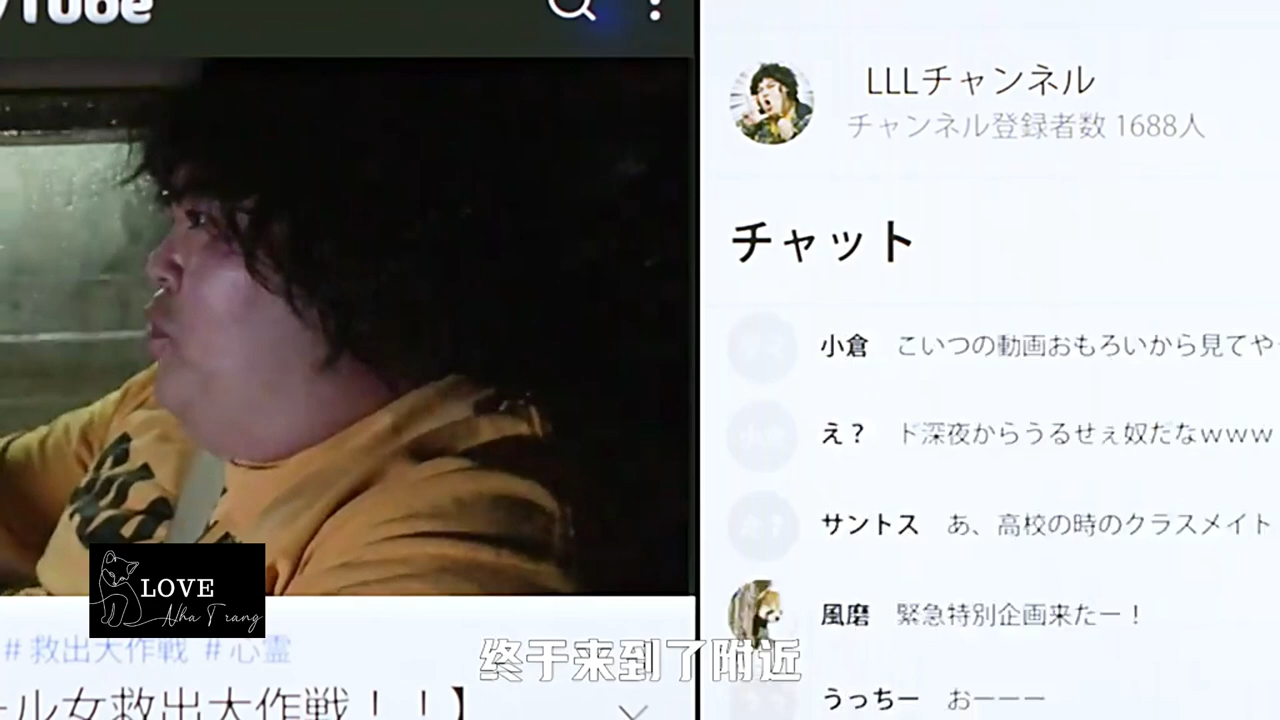 Tube
LLLチャンネル
チャンネル登録者数 1688人
チャット
小倉 こいつの動画おもろいから見てや
え？ ド深夜からうるせぇ奴だなwww
サントス あ、高校の時のクラスメイト
風磨 緊急特別企画来たー！
うっちー おーーー
LOVE
Nha Trang
#救出大作戦 #心霊
终于来到了附近
ル女救出大作戦！！】